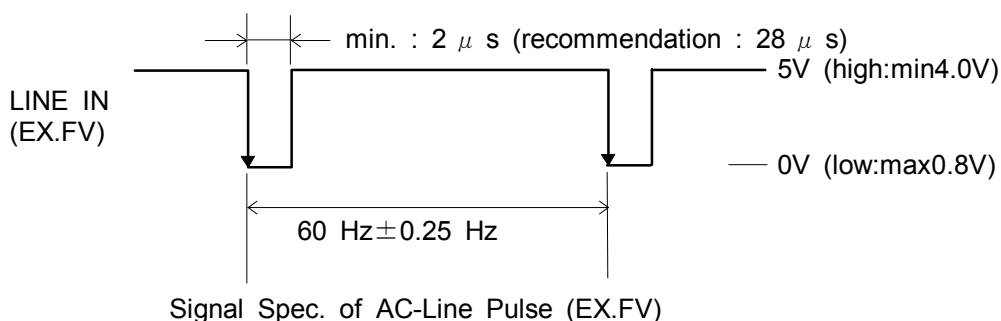 min. : 2 μ s (recommendation : 28 μ s)
5V (high:min4.0V)
LINE IN
(EX.FV)
0V (low:max0.8V)
60 Hz±0.25 Hz
Signal Spec. of AC-Line Pulse (EX.FV)